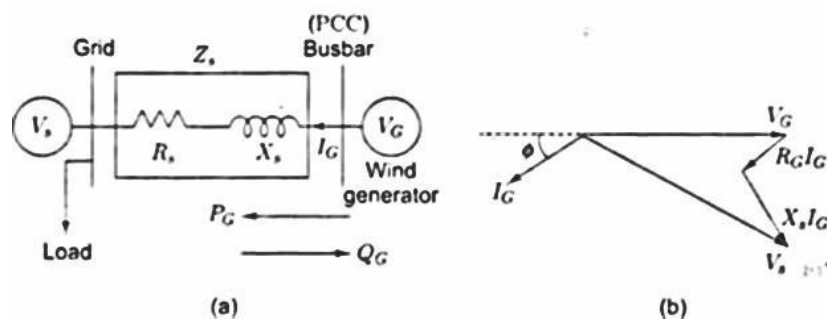 Grid
Z_s
(PCC)
Busbar
V_s
R_s
X_s
I_G
V_G
Wind
generator
P_G
Load
Q_G
(a)
V_G
φ
R_G I_G
I_G
X_s I_G
V_s
(b)